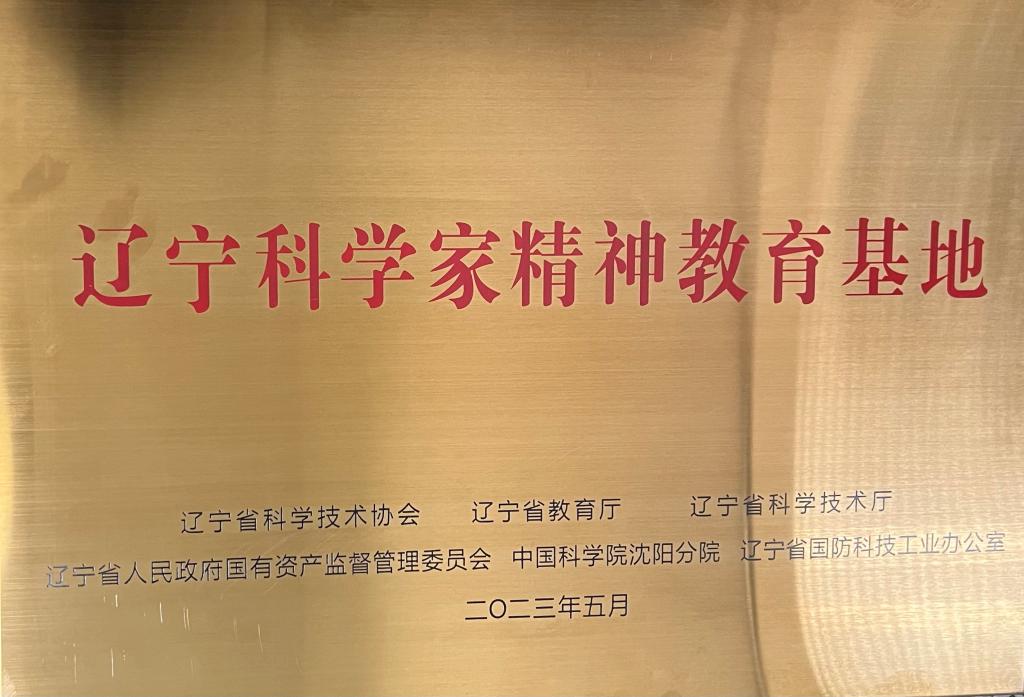 辽宁科学家精神教育基地
辽宁省科学技术协会 辽宁省教育厅 辽宁省科学技术厅
辽宁省人民政府国有资产监督管理委员会 中国科学院沈阳分院 辽宁省国防科技工业办公室
二〇二三年五月